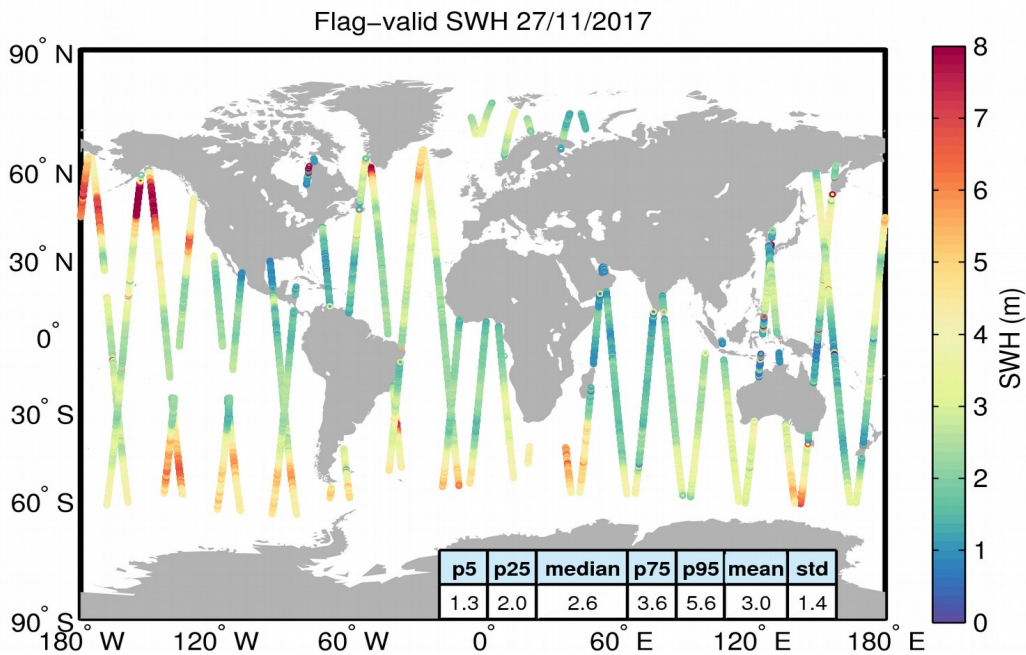 Flag−valid SWH 27/11/2017
90° N
60° N
30° N
0°
30° S
60° S
90° S
180° W
120° W
60° W
0°
60° E
120° E
180° E
p5 p25 median p75 p95 mean std
1.3 2.0 2.6 3.6 5.6 3.0 1.4
8
7
6
5
4
3
2
1
0
SWH (m)